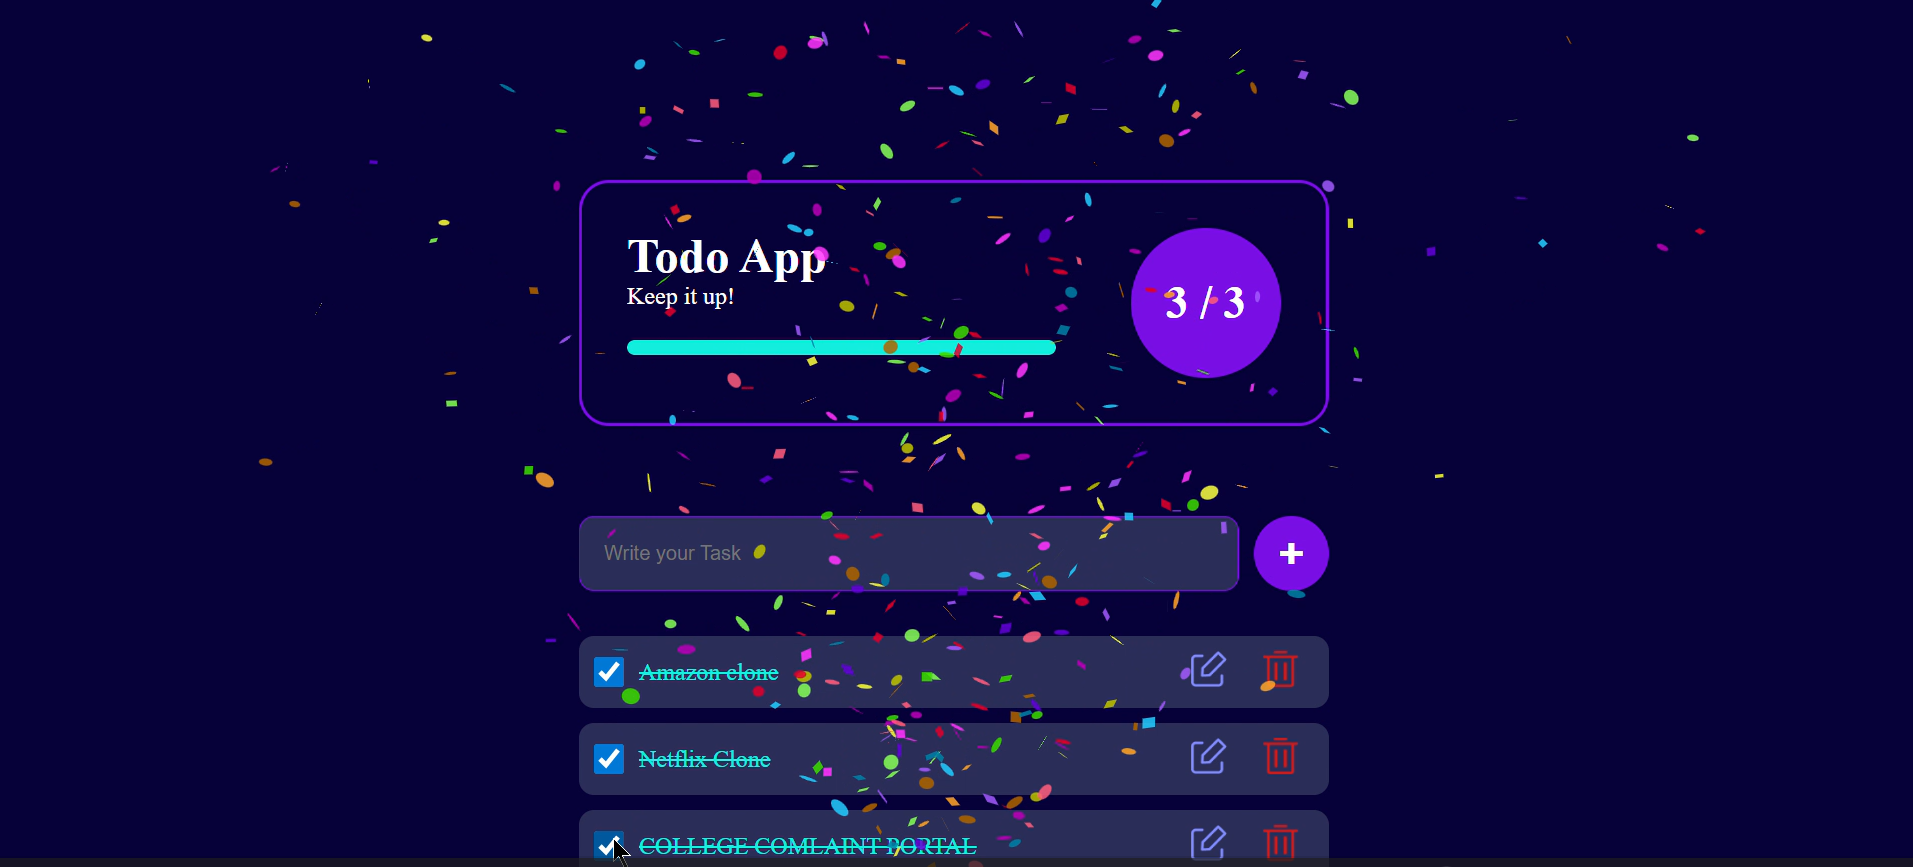 Todo App
Keep it up!
3 / 3
Write your Task
+
Amazon clone
Netflix Clone
COLLEGE COMLAINT PORTAL